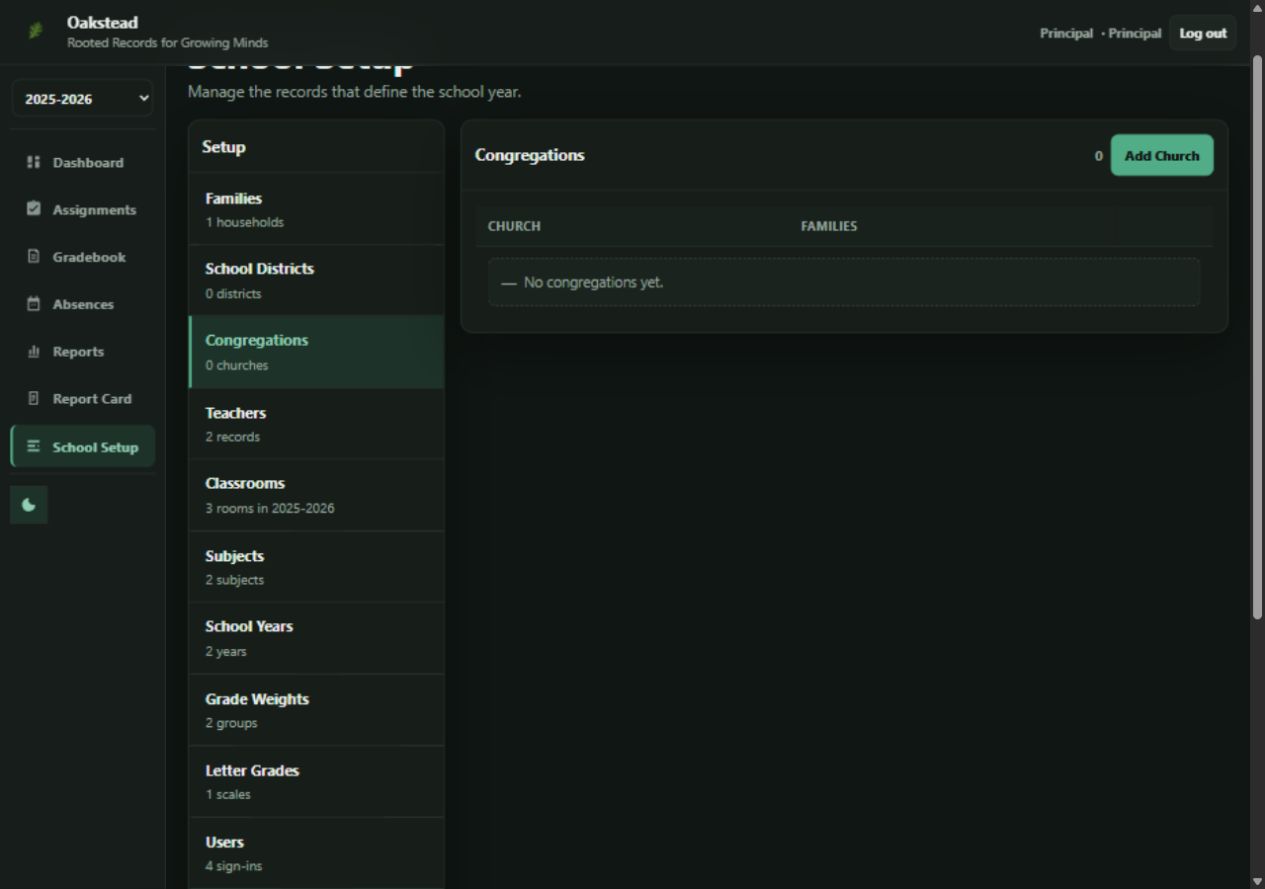 Oakstead
Rooted Records for Growing Minds
Principal · Principal
Log out
2025-2026
Dashboard
Assignments
Gradebook
Absences
Reports
Report Card
School Setup
School Setup
Manage the records that define the school year.
Setup
Families
1 households
School Districts
0 districts
Congregations
0 churches
Teachers
2 records
Classrooms
3 rooms in 2025-2026
Subjects
2 subjects
School Years
2 years
Grade Weights
2 groups
Letter Grades
1 scales
Users
4 sign-ins
Congregations
0
Add Church
CHURCH FAMILIES
— No congregations yet.